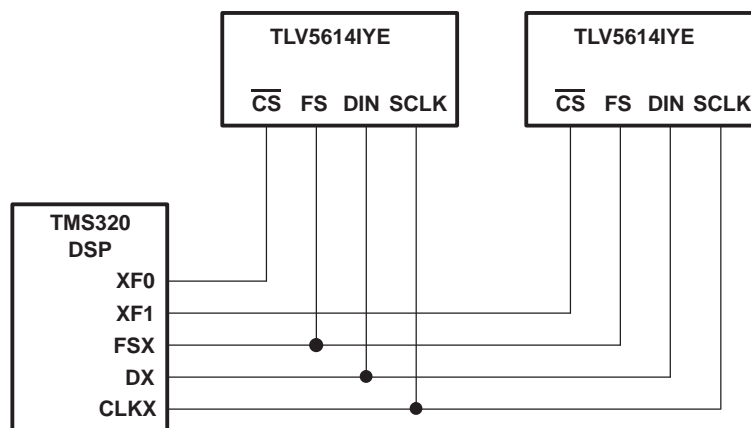 TLV5614IYE
CS FS DIN SCLK
TLV5614IYE
CS FS DIN SCLK
TMS320
DSP
XF0
XF1
FSX
DX
CLKX